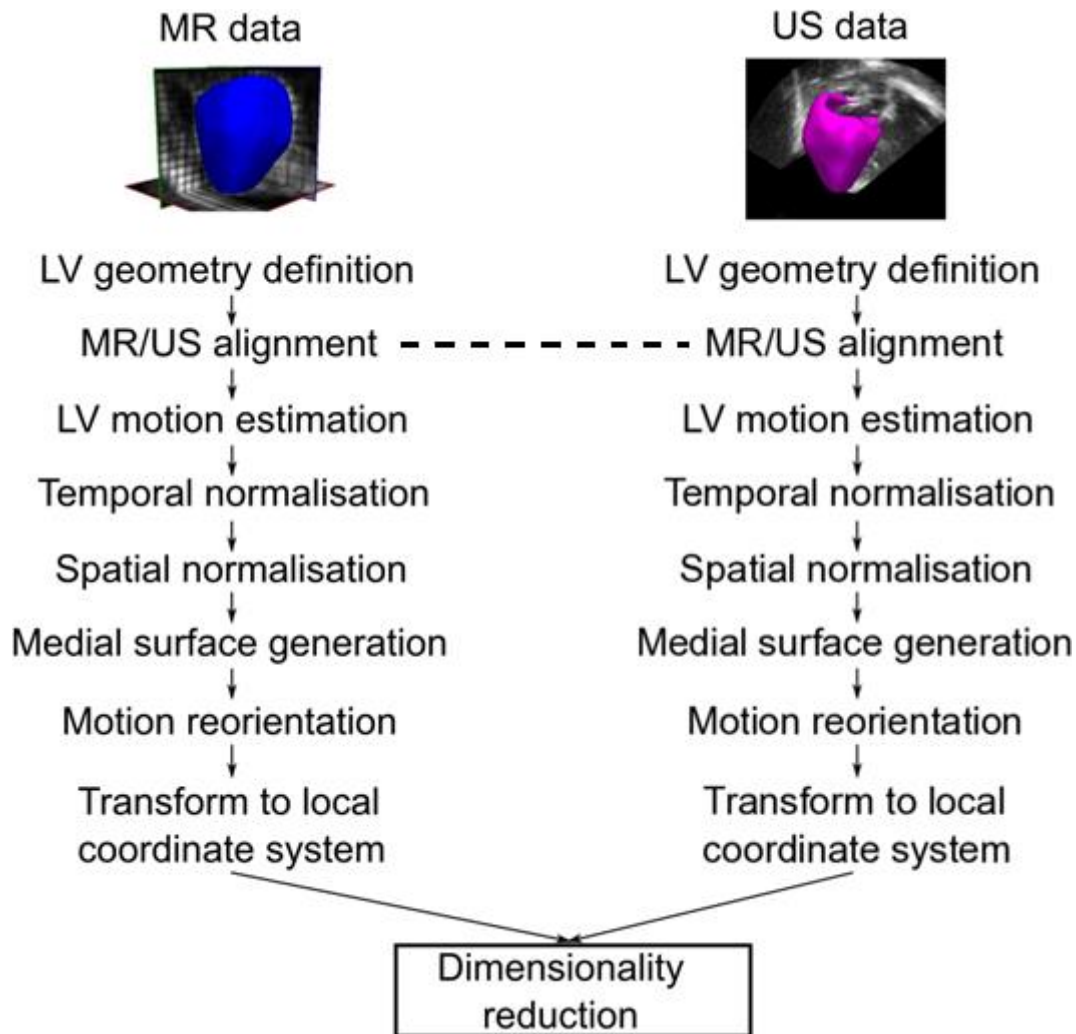 MR data
US data
LV geometry definition
LV geometry definition
MR/US alignment
MR/US alignment
LV motion estimation
LV motion estimation
Temporal normalisation
Temporal normalisation
Spatial normalisation
Spatial normalisation
Medial surface generation
Medial surface generation
Motion reorientation
Motion reorientation
Transform to local
coordinate system
Transform to local
coordinate system
Dimensionality
reduction